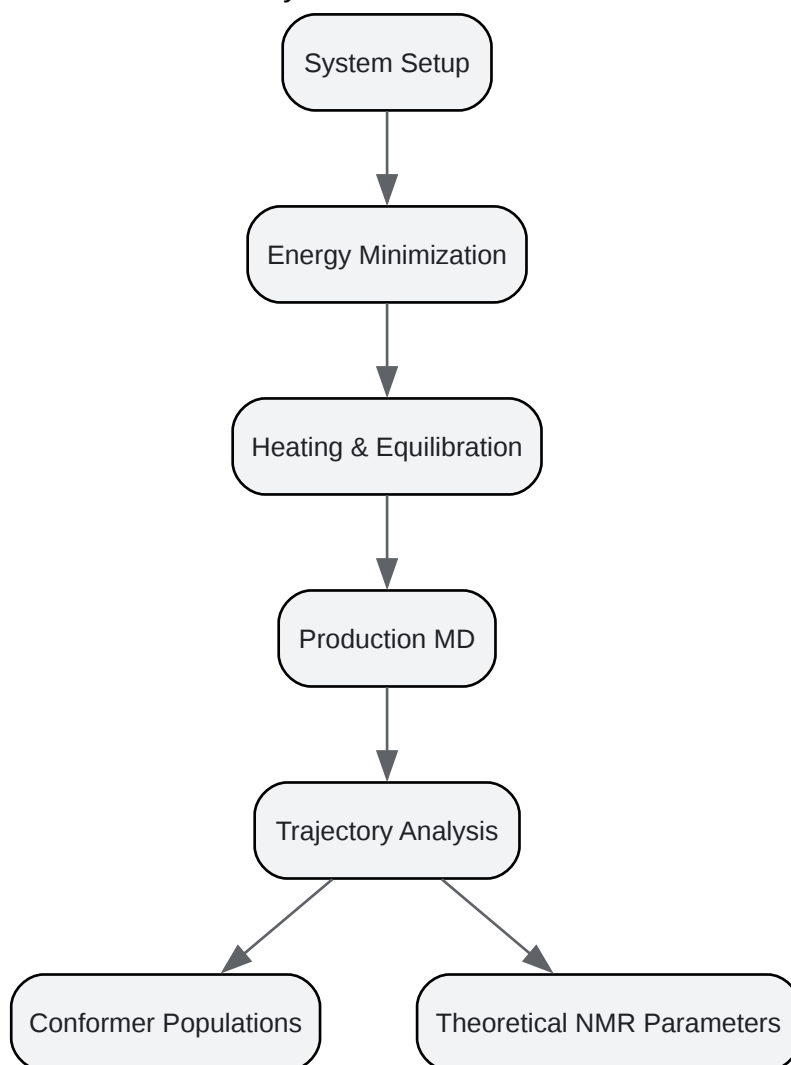 System Setup
Energy Minimization
Heating & Equilibration
Production MD
Trajectory Analysis
Conformer Populations
Theoretical NMR Parameters